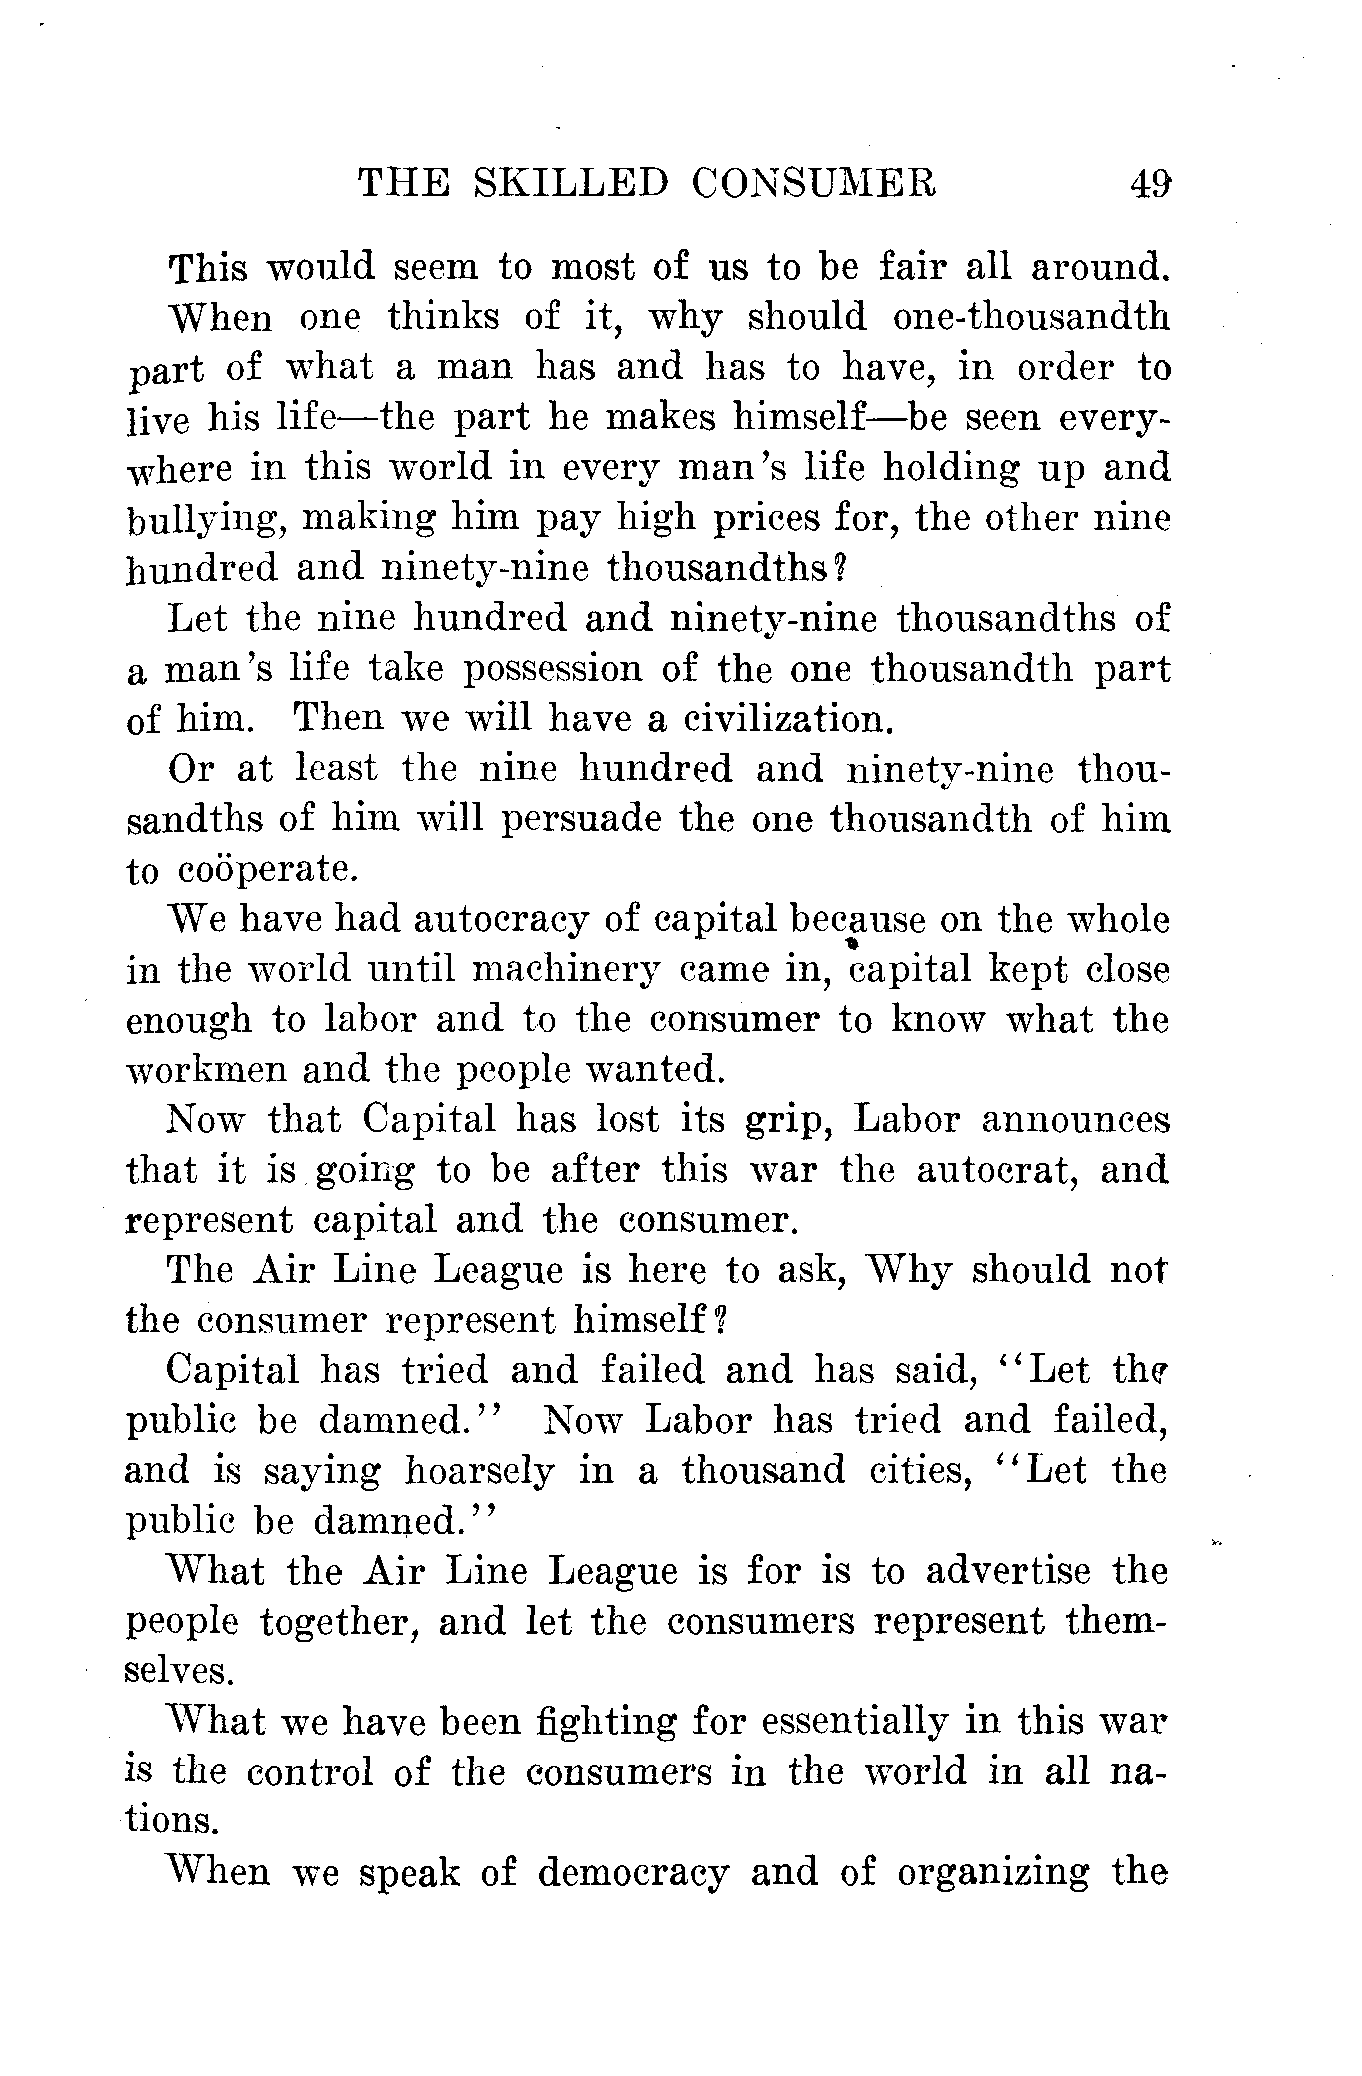 THE SKILLED CONSUMER 49
This would seem to most of us to be fair all around.
When one thinks of it, why should one-thousandth
part of what a man has and has to have, in order to
live his life—the part he makes himself—be seen every-
where in this world in every man's life holding up and
bullying, making him pay high prices for, the other nine
hundred and ninety-nine thousandths?
Let the nine hundred and ninety-nine thousandths of
a man's life take possession of the one thousandth part
of him. Then we will have a civilization.
Or at least the nine hundred and ninety-nine thou-
sandths of him will persuade the one thousandth of him
to coöperate.
We have had autocracy of capital because on the whole
in the world until machinery came in, capital kept close
enough to labor and to the consumer to know what the
workmen and the people wanted.
Now that Capital has lost its grip, Labor announces
that it is going to be after this war the autocrat, and
represent capital and the consumer.
The Air Line League is here to ask, Why should not
the consumer represent himself?
Capital has tried and failed and has said, "Let the
public be damned." Now Labor has tried and failed,
and is saying hoarsely in a thousand cities, "Let the
public be damned."
What the Air Line League is for is to advertise the
people together, and let the consumers represent them-
selves.
What we have been fighting for essentially in this war
is the control of the consumers in the world in all na-
tions.
When we speak of democracy and of organizing the